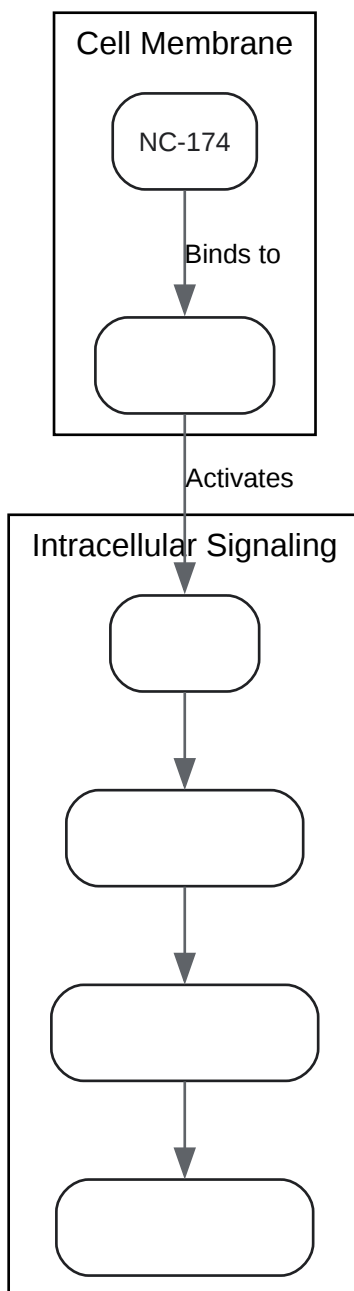 Cell Membrane
NC-174
Binds to
Activates
Intracellular Signaling